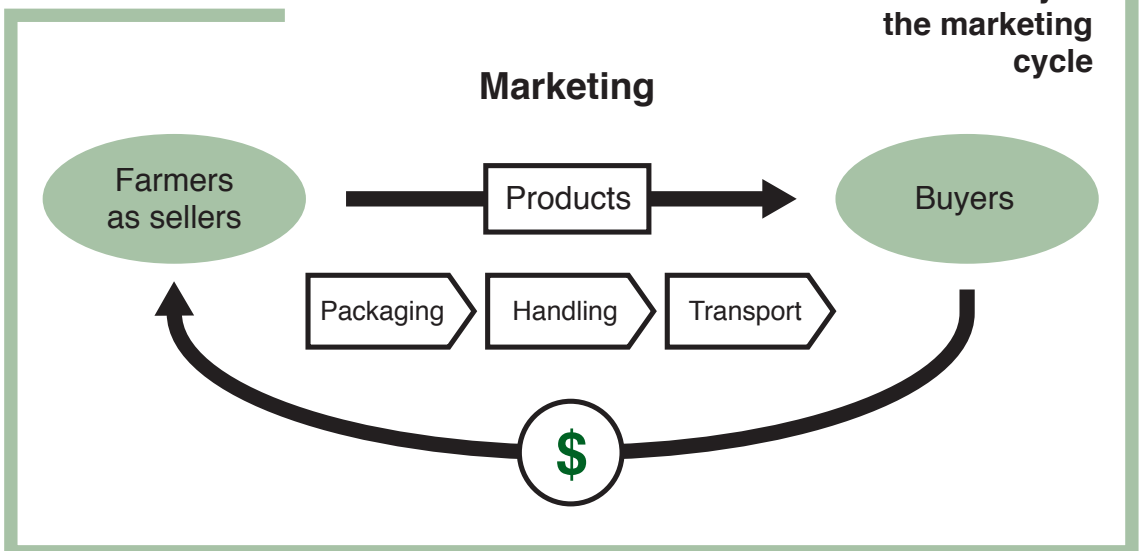 the marketing
cycle
Marketing
Farmers
as sellers
Products
Buyers
Packaging
Handling
Transport
$